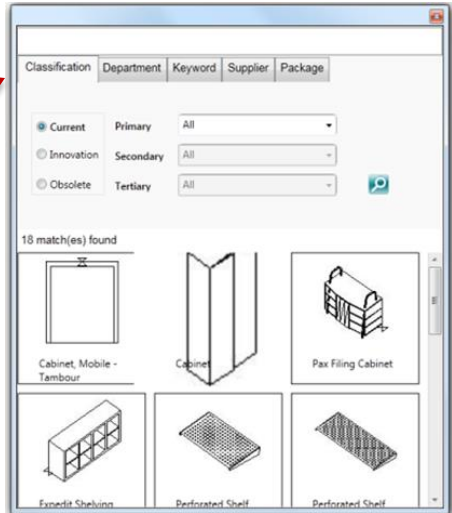 Classification Department Keyword Supplier Package
Current Primary All
Innovation Secondary All
Obsolete Tertiary All
18 match(es) found
Cabinet, Mobile -
Tambour
Cabinet
Pax Filing Cabinet
Expedit Shelving
Perforated Shelf
Perforated Shelf